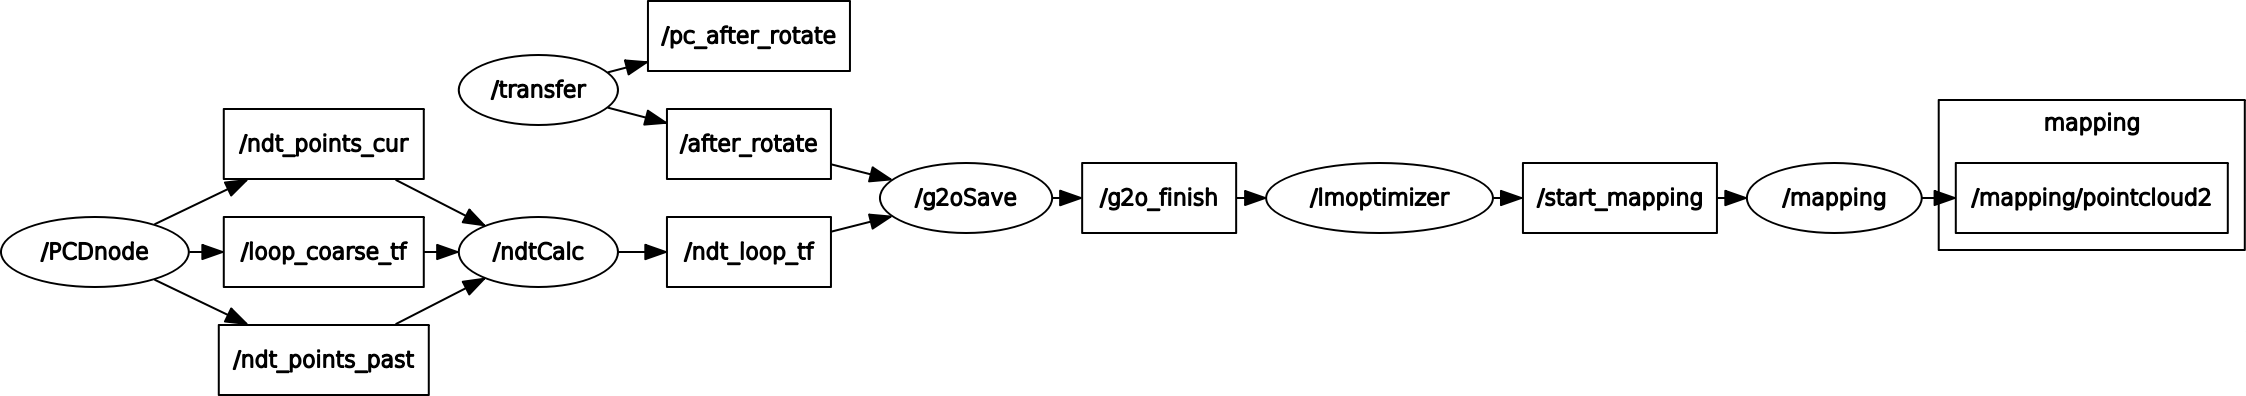 /pc_after_rotate
/transfer
/ndt_points_cur
/after_rotate
mapping
/g2oSave
/g2o_finish
/lmoptimizer
/start_mapping
/mapping
/mapping/pointcloud2
/PCDnode
/loop_coarse_tf
/ndtCalc
/ndt_loop_tf
/ndt_points_past